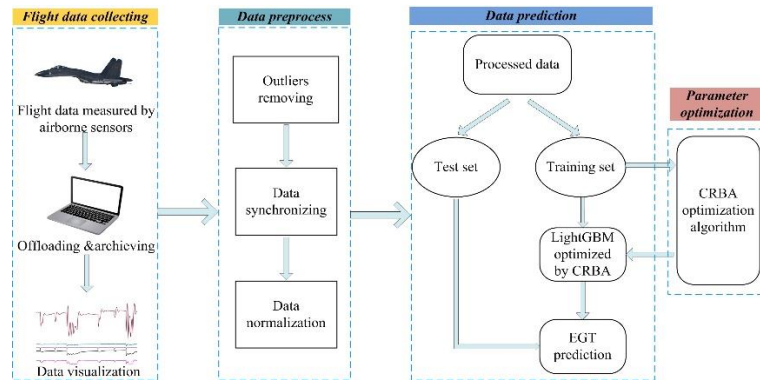 Flight data collecting
Flight data measured by
airborne sensors
Offloading &archieving
Data visualization
Data preprocess
Outliers
removing
Data
synchronizing
Data
normalization
Data prediction
Processed data
Test set
Training set
LightGBM
optimized
by CRBA
EGT
prediction
Parameter
optimization
CRBA
optimization
algorithm